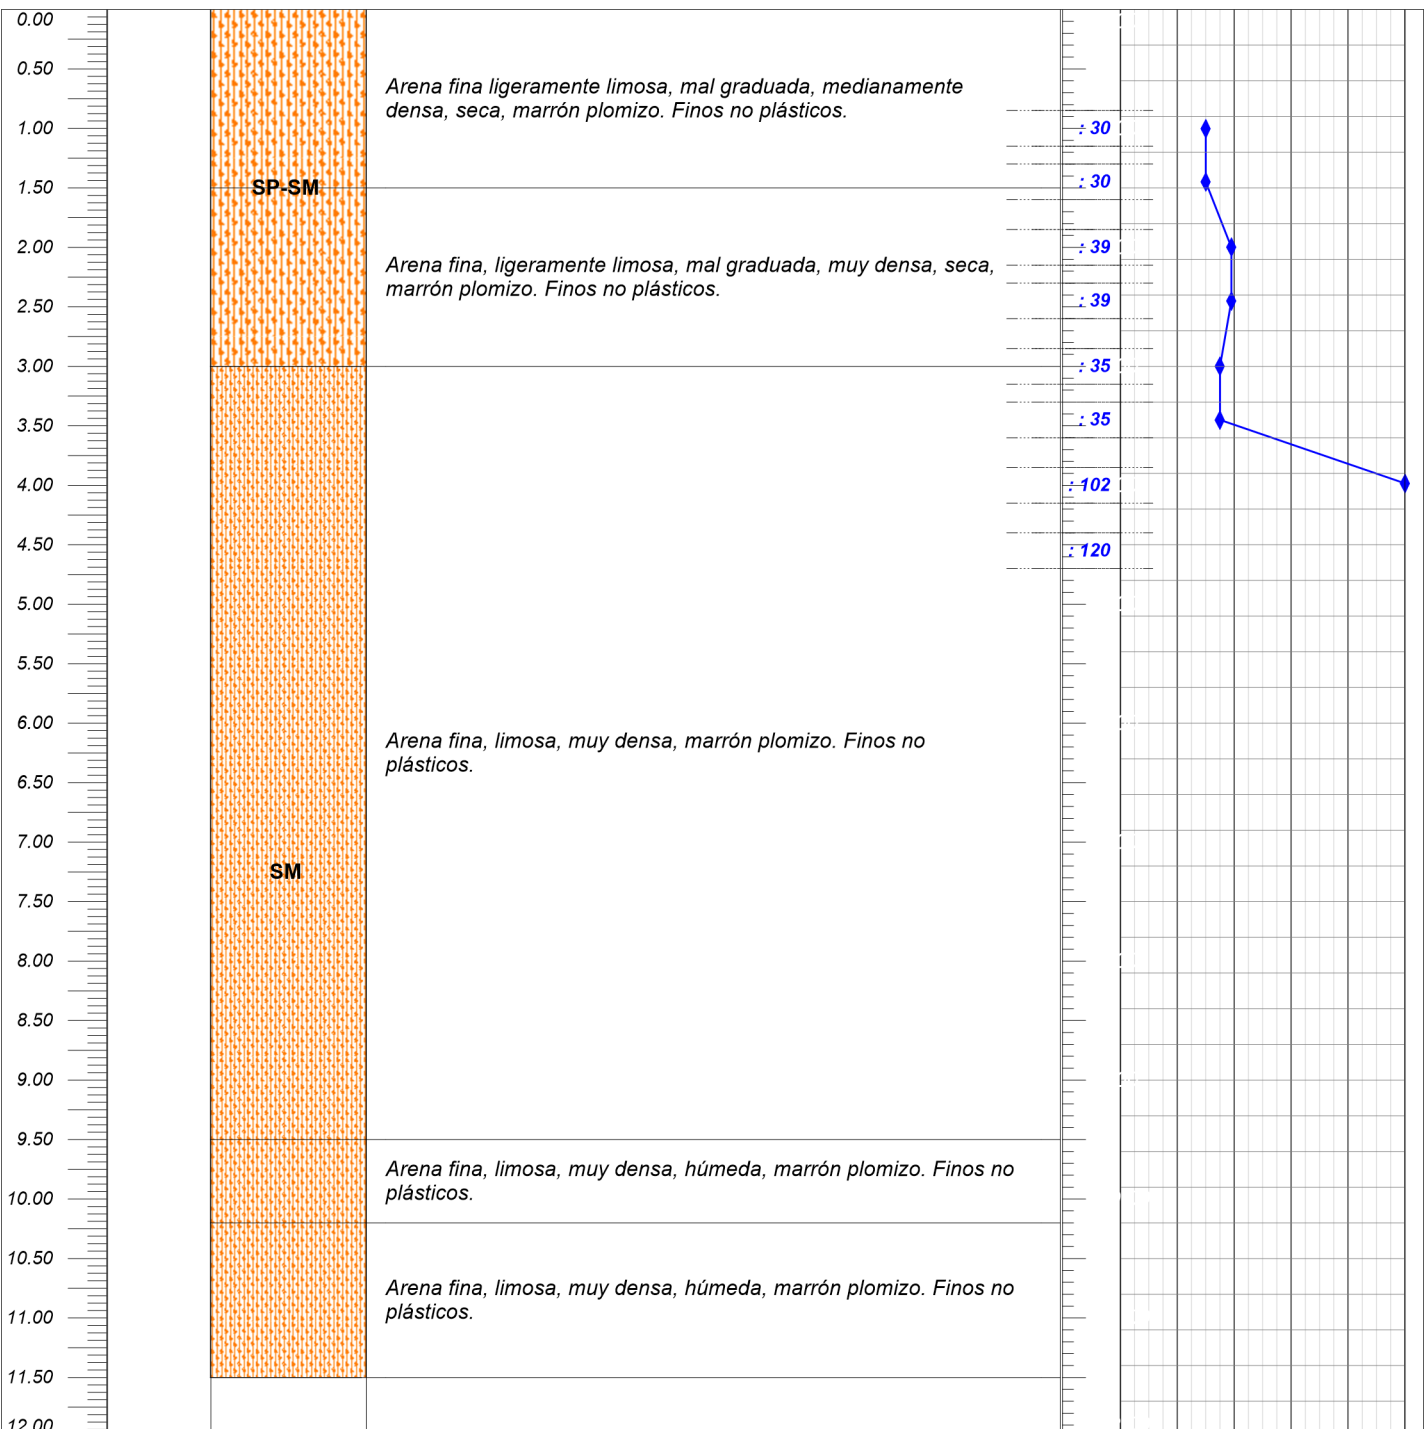 0.00
0.50
Arena fina ligeramente limosa, mal graduada, medianamente
densa, seca, marrón plomizo. Finos no plásticos.
1.00
: 30
1.50
SP-SM
: 30
2.00
: 39
Arena fina, ligeramente limosa, mal graduada, muy densa, seca,
marrón plomizo. Finos no plásticos.
2.50
: 39
3.00
: 35
3.50
: 35
4.00
: 102
4.50
: 120
5.00
5.50
6.00
Arena fina, limosa, muy densa, marrón plomizo. Finos no
plásticos.
6.50
7.00
SM
7.50
8.00
8.50
9.00
9.50
Arena fina, limosa, muy densa, húmeda, marrón plomizo. Finos no
plásticos.
10.00
10.50
Arena fina, limosa, muy densa, húmeda, marrón plomizo. Finos no
plásticos.
11.00
11.50
12.00